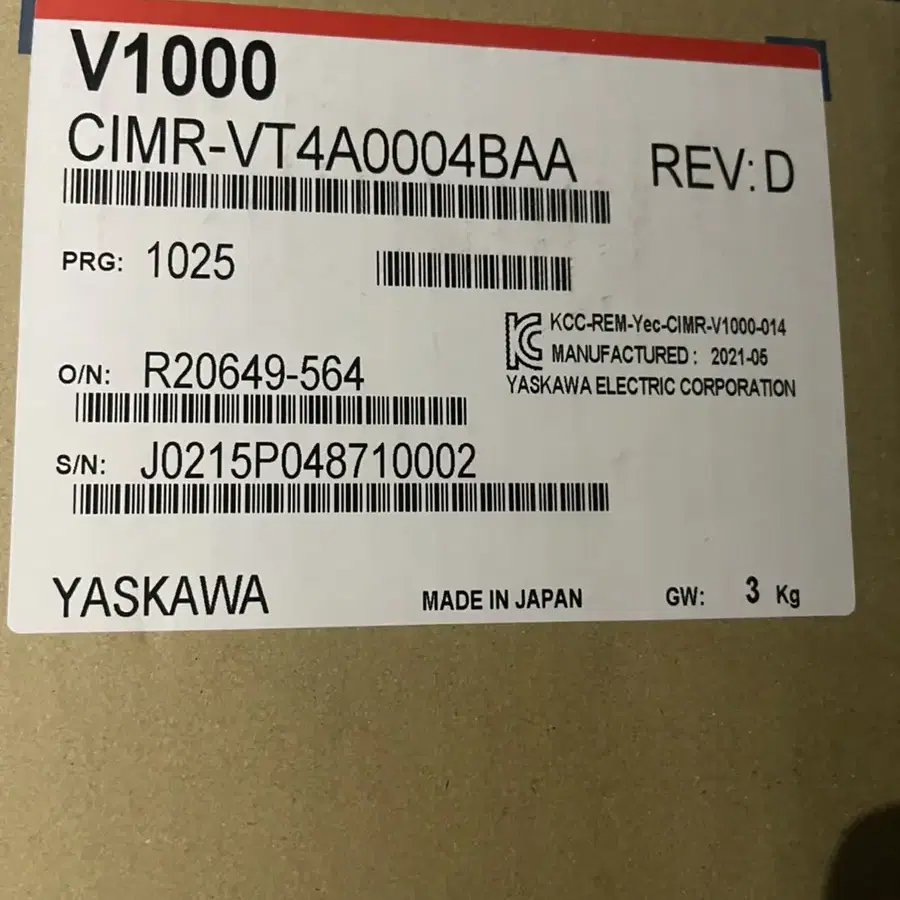 V1000
CIMR-VT4A0004BAA REV: D
PRG: 1025
KCC-REM-Yec-CIMR-V1000-014
MANUFACTURED : 2021-05
YASKAWA ELECTRIC CORPORATION
O/N: R20649-564
S/N: J0215P048710002
YASKAWA MADE IN JAPAN GW: 3 Kg